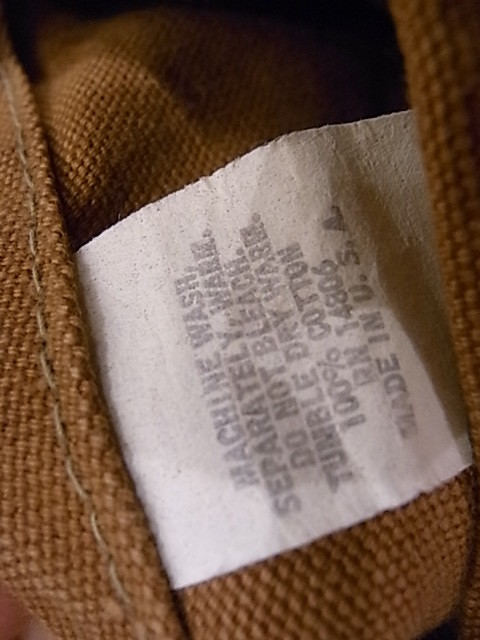 MACHINE WASH,
SEPARATELY, WARM.
DO NOT BLEACH.
TUMBLE DRY WARM.
100% COTTON
RN 14806
MADE IN U. S. A.